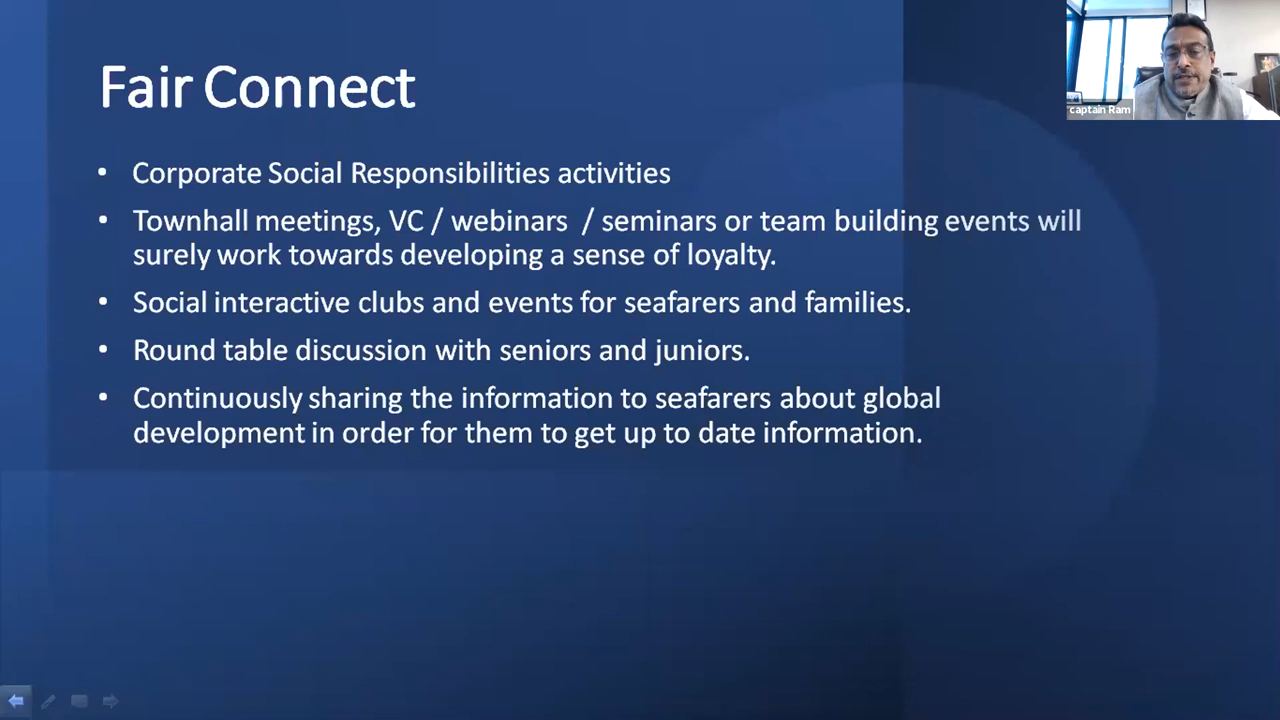 Fair Connect
captain Ram
• Corporate Social Responsibilities activities
• Townhall meetings, VC / webinars / seminars or team building events will
surely work towards developing a sense of loyalty.
• Social interactive clubs and events for seafarers and families.
• Round table discussion with seniors and juniors.
• Continuously sharing the information to seafarers about global
development in order for them to get up to date information.